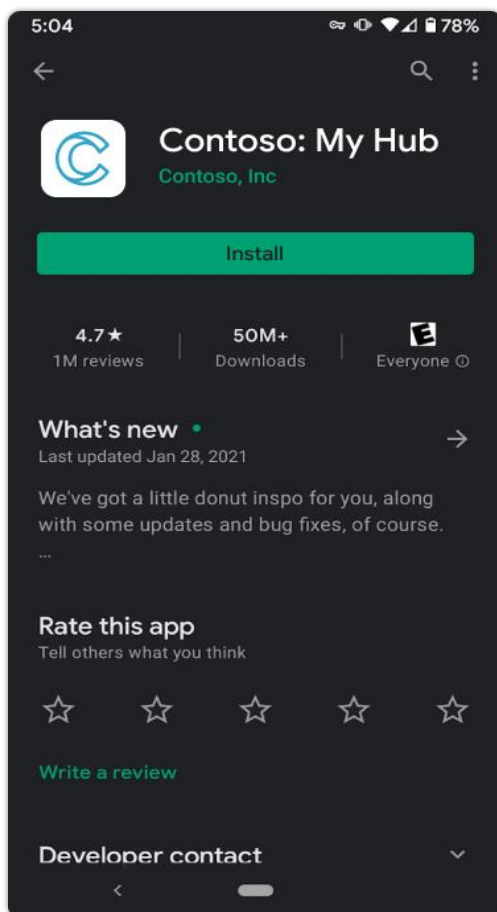 5:04 78%
Contoso: My Hub
Contoso, Inc
Install
4.7★ 50M+ E
1M reviews Downloads Everyone
What's new
Last updated Jan 28, 2021
We've got a little donut inspo for you, along
with some updates and bug fixes, of course.
...
Rate this app
Tell others what you think
Write a review
Developer contact